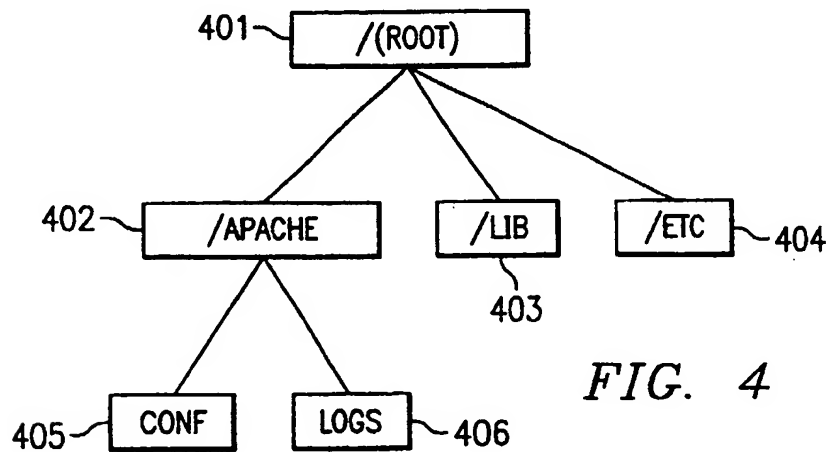 401
/(ROOT)
402
/APACHE
/LIB
/ETC
404
403
405
CONF
LOGS
406
FIG. 4